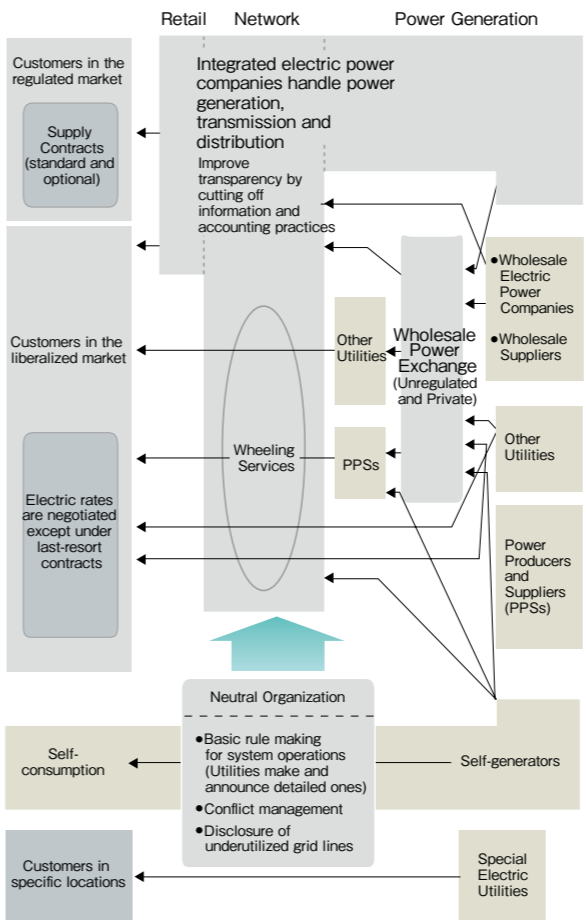 Retail
Network
Power Generation
Customers in the
regulated market
Supply
Contracts
(standard and
optional)
Integrated electric power
companies handle power
generation,
transmission and
distribution
Improve
transparency by
cutting off
information and
accounting practices
Customers in the
liberalized market
Electric rates
are negotiated
except under
last-resort
contracts
Wheeling
Services
Other
Utilities
PPSs
Wholesale
Power
Exchange
(Unregulated
and Private)
●Wholesale
Electric
Power
Companies
●Wholesale
Suppliers
Other
Utilities
Power
Producers
and
Suppliers
(PPSs)
Neutral Organization
●Basic rule making
for system operations
(Utilities make and
announce detailed ones)
●Conflict management
●Disclosure of
underutilized grid lines
Self-
consumption
Self-generators
Customers in
specific locations
Special
Electric
Utilities